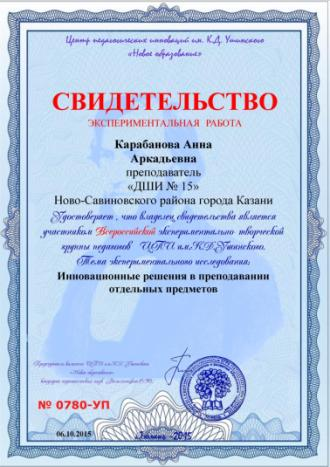 Центр педагогических инноваций им. К.Д. Ушинского
«Новое образование»
СВИДЕТЕЛЬСТВО
ЭКСПЕРИМЕНТАЛЬНАЯ РАБОТА
Карабанова Анна
Аркадьевна
преподаватель
«ДШИ № 15»
Ново-Савиновского района города Казани
Удостоверяет, что владелец свидетельства является
участником Всероссийской экспериментально творческой
группы педагогов ЦПИ им.К.Д.Ушинского.
Тема экспериментального исследования:
Инновационные решения в преподавании
отдельных предметов
Председатель ЦПИ им.К.Д. Ушинского
«Новое образование»
№ 0780-УП
06.10.2015
-2015